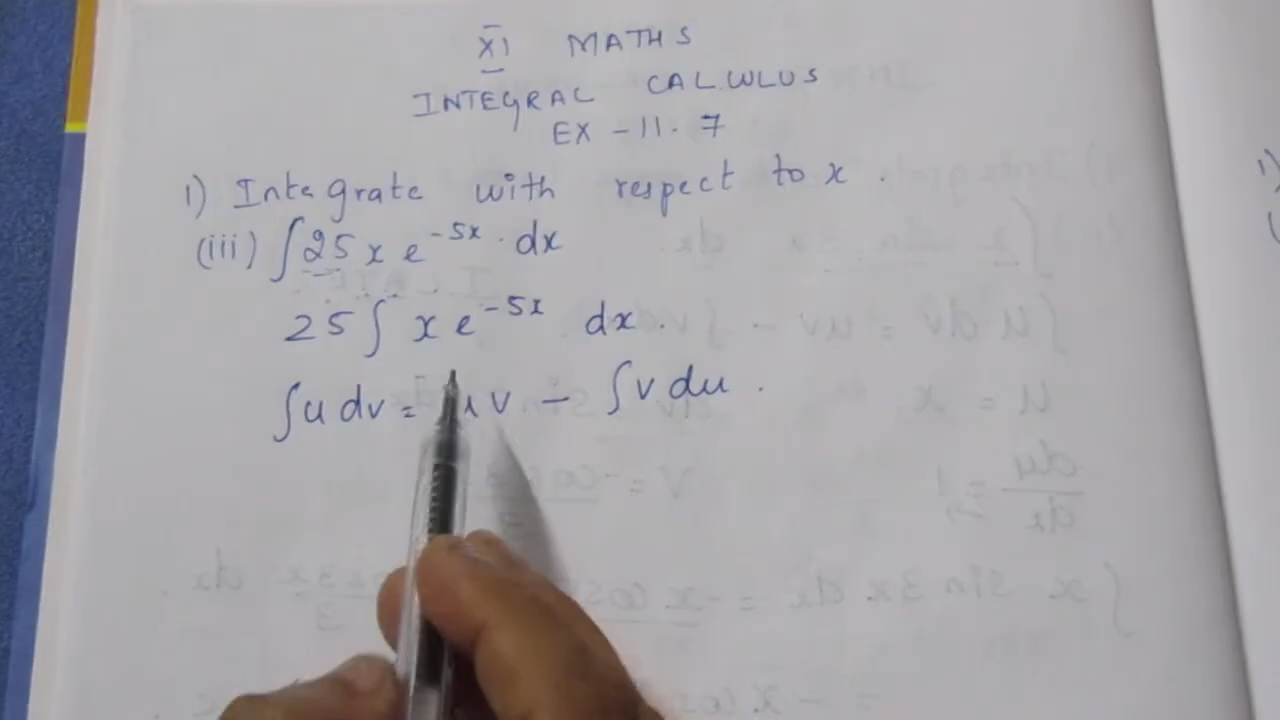 XI MATHS
INTEGRAL CALCULUS
EX - 11.7
1) Integrate with respect to x.
(iii) ∫25 x e^{-5x} . dx
25 ∫ x e^{-5x} dx.
∫u dv = uv - ∫v du.